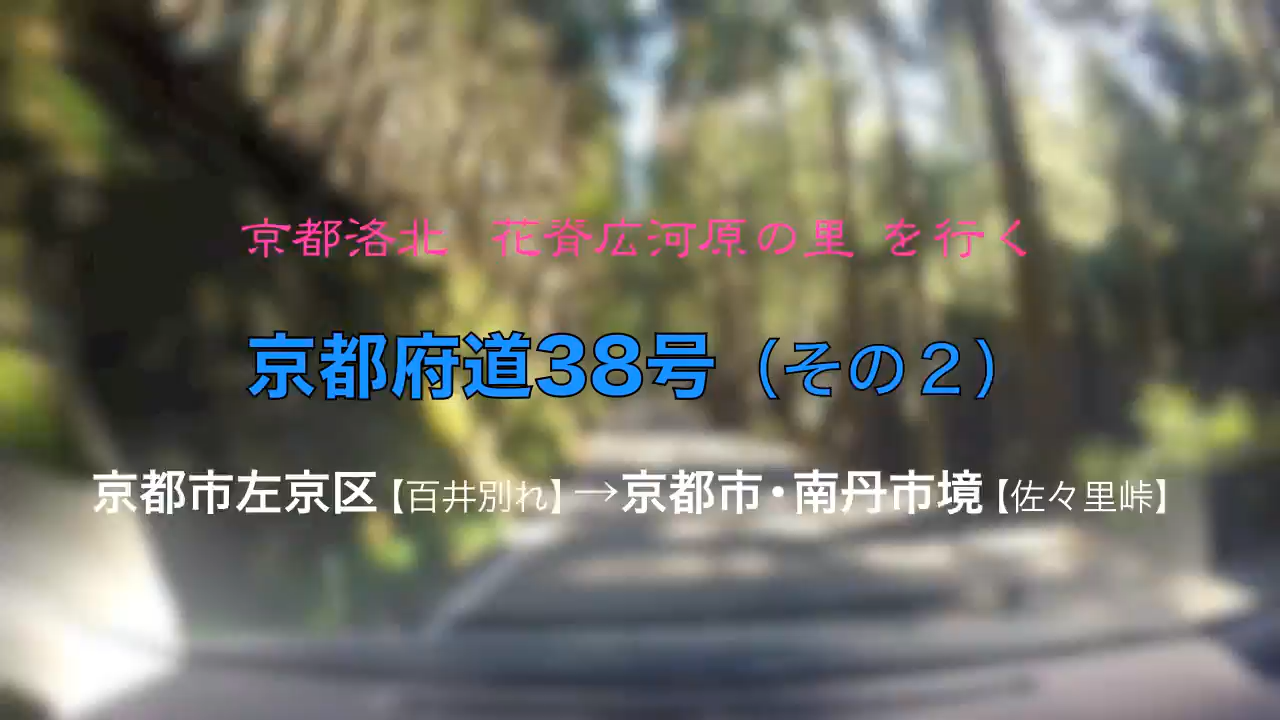 京都洛北　花脊広河原の里 を行く
京都府道38号（その２）
京都市左京区【百井別れ】→京都市・南丹市境【佐々里峠】